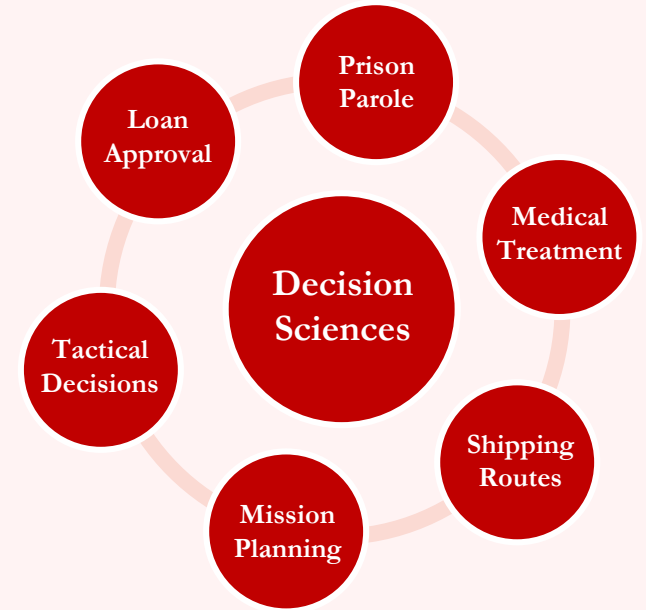 Prison
Parole
Loan
Approval
Medical
Treatment
Decision
Sciences
Tactical
Decisions
Shipping
Routes
Mission
Planning